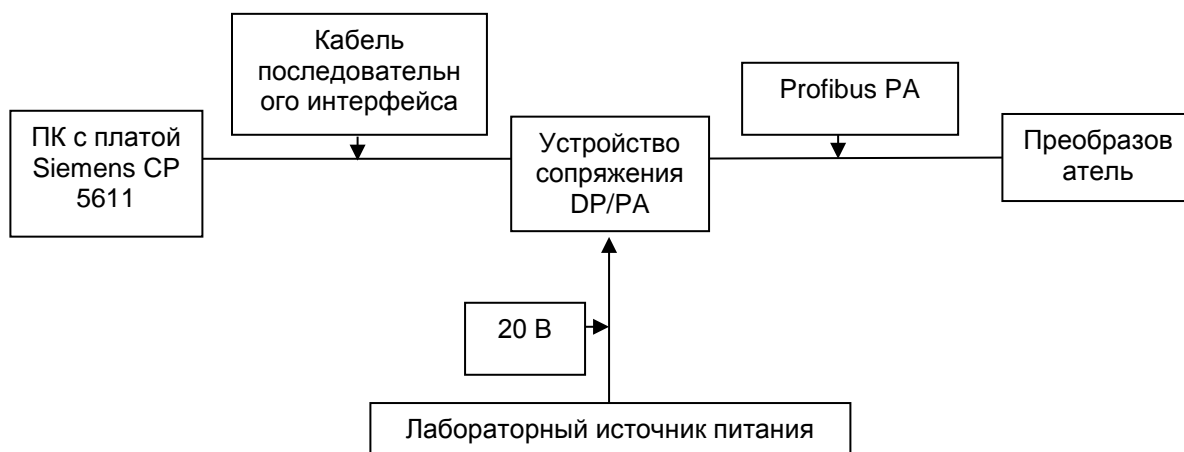 Кабель
последовательн
ого интерфейса
Profibus PA
ПК с платой
Siemens CP
5611
Устройство
сопряжения
DP/PA
Преобразов
атель
20 В
Лабораторный источник питания